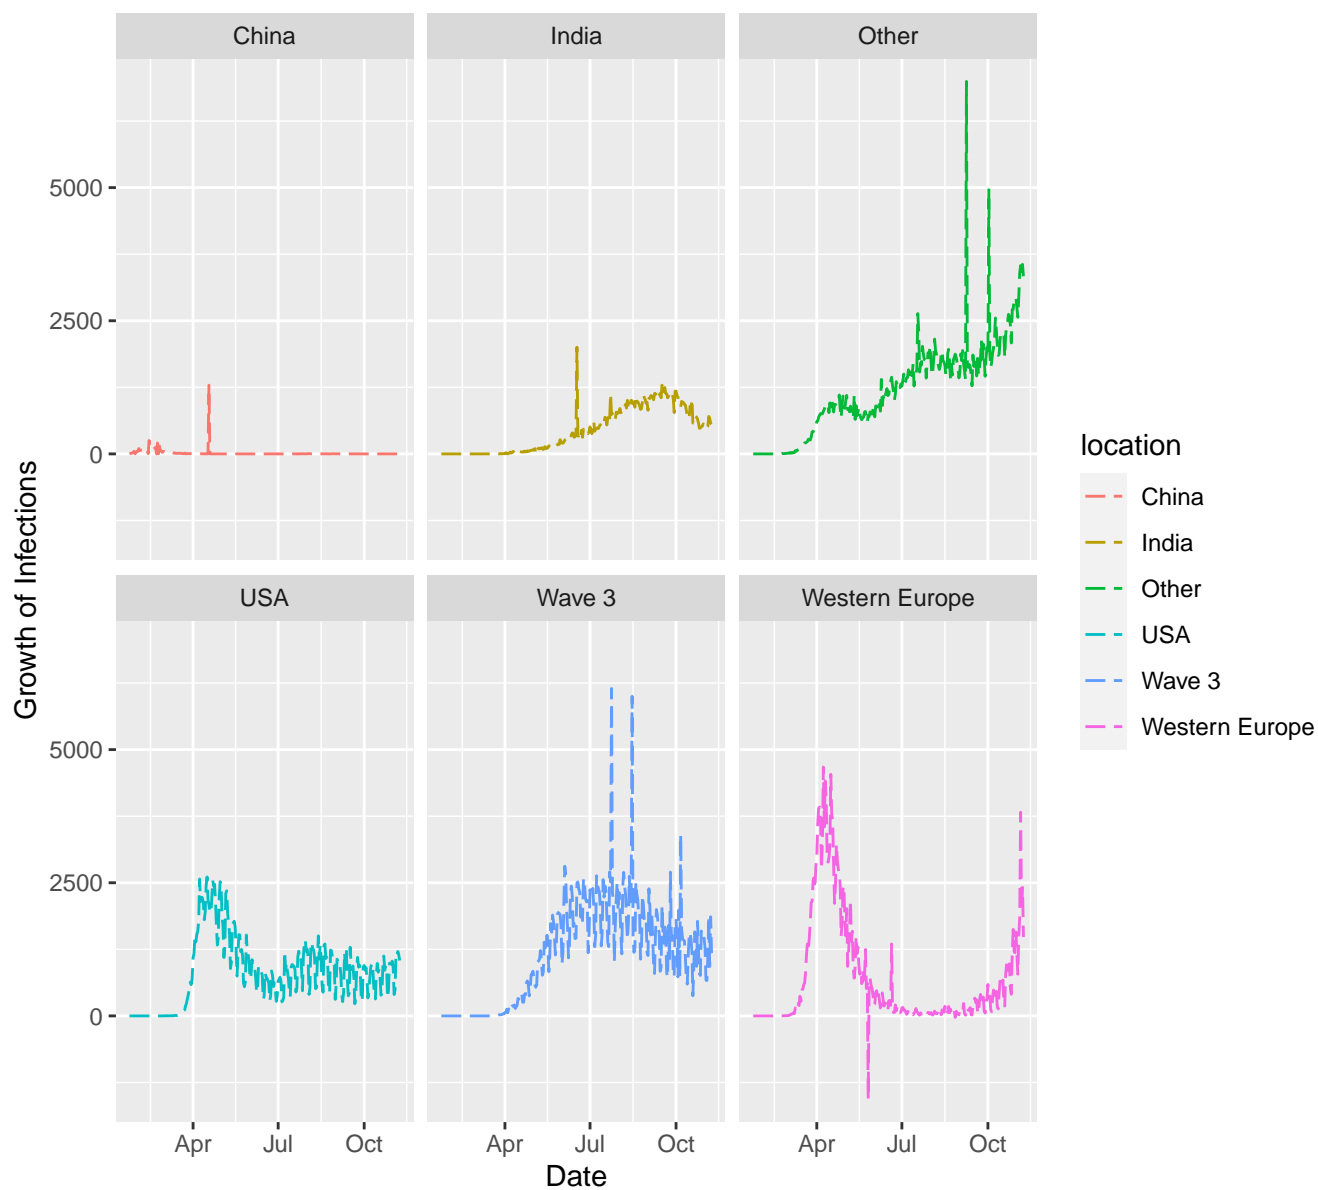 China
India
Other
5000
2500
0
USA
Wave 3
Western Europe
5000
2500
0
Apr
Jul
Oct
Apr
Jul
Oct
Apr
Jul
Oct
Date
Growth of Infections
location
China
India
Other
USA
Wave 3
Western Europe